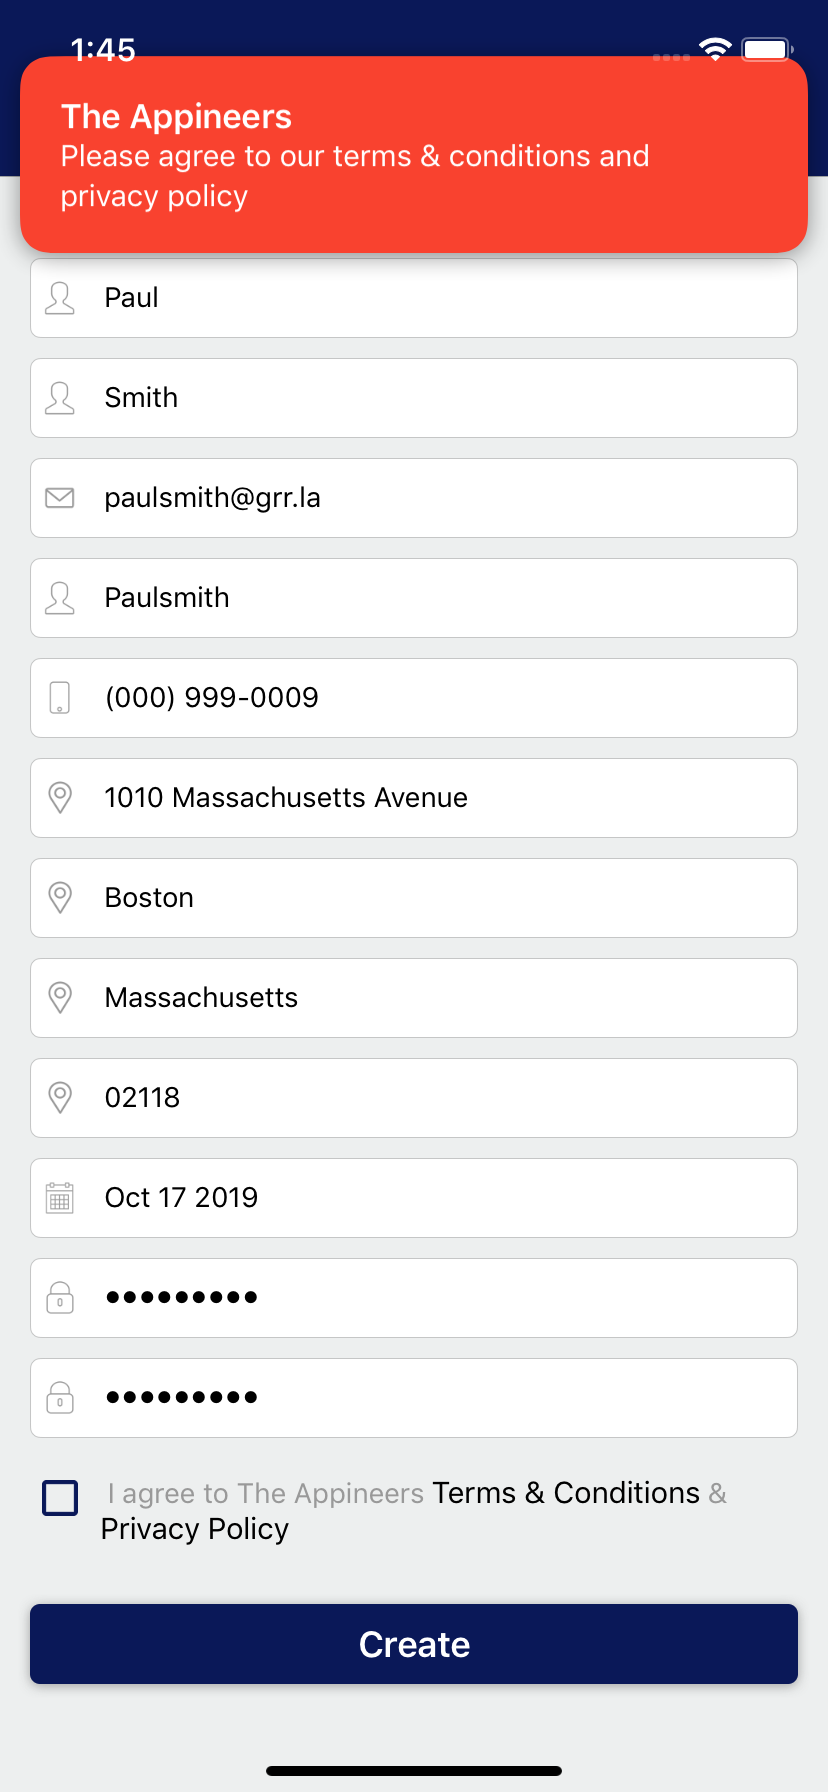 1:45
The Appineers
Please agree to our terms & conditions and
privacy policy
Paul
Smith
paulsmith@grr.la
Paulsmith
(000) 999-0009
1010 Massachusetts Avenue
Boston
Massachusetts
02118
Oct 17 2019
•••••••••
•••••••••
I agree to The Appineers Terms & Conditions &
Privacy Policy
Create